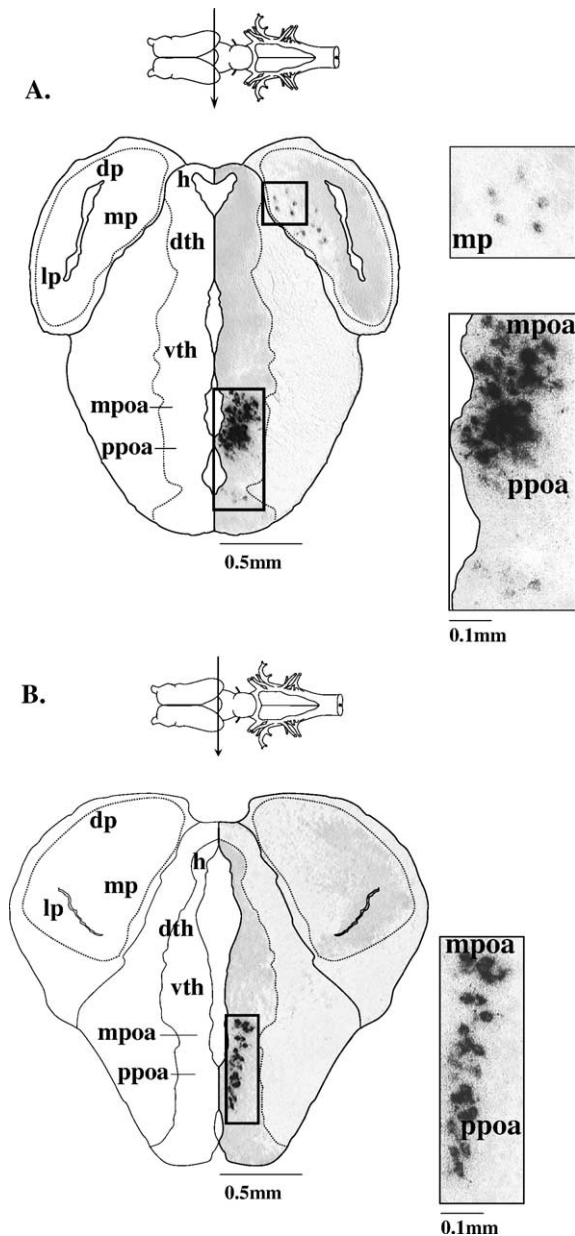 A.
dp
h
mp
dth
lp
vth
mpoa
ppoa
0.5mm
mp
mpoa
ppoa
0.1mm
B.
dp
h
mp
lp
dth
vth
mpoa
ppoa
0.5mm
mpoa
ppoa
0.1mm